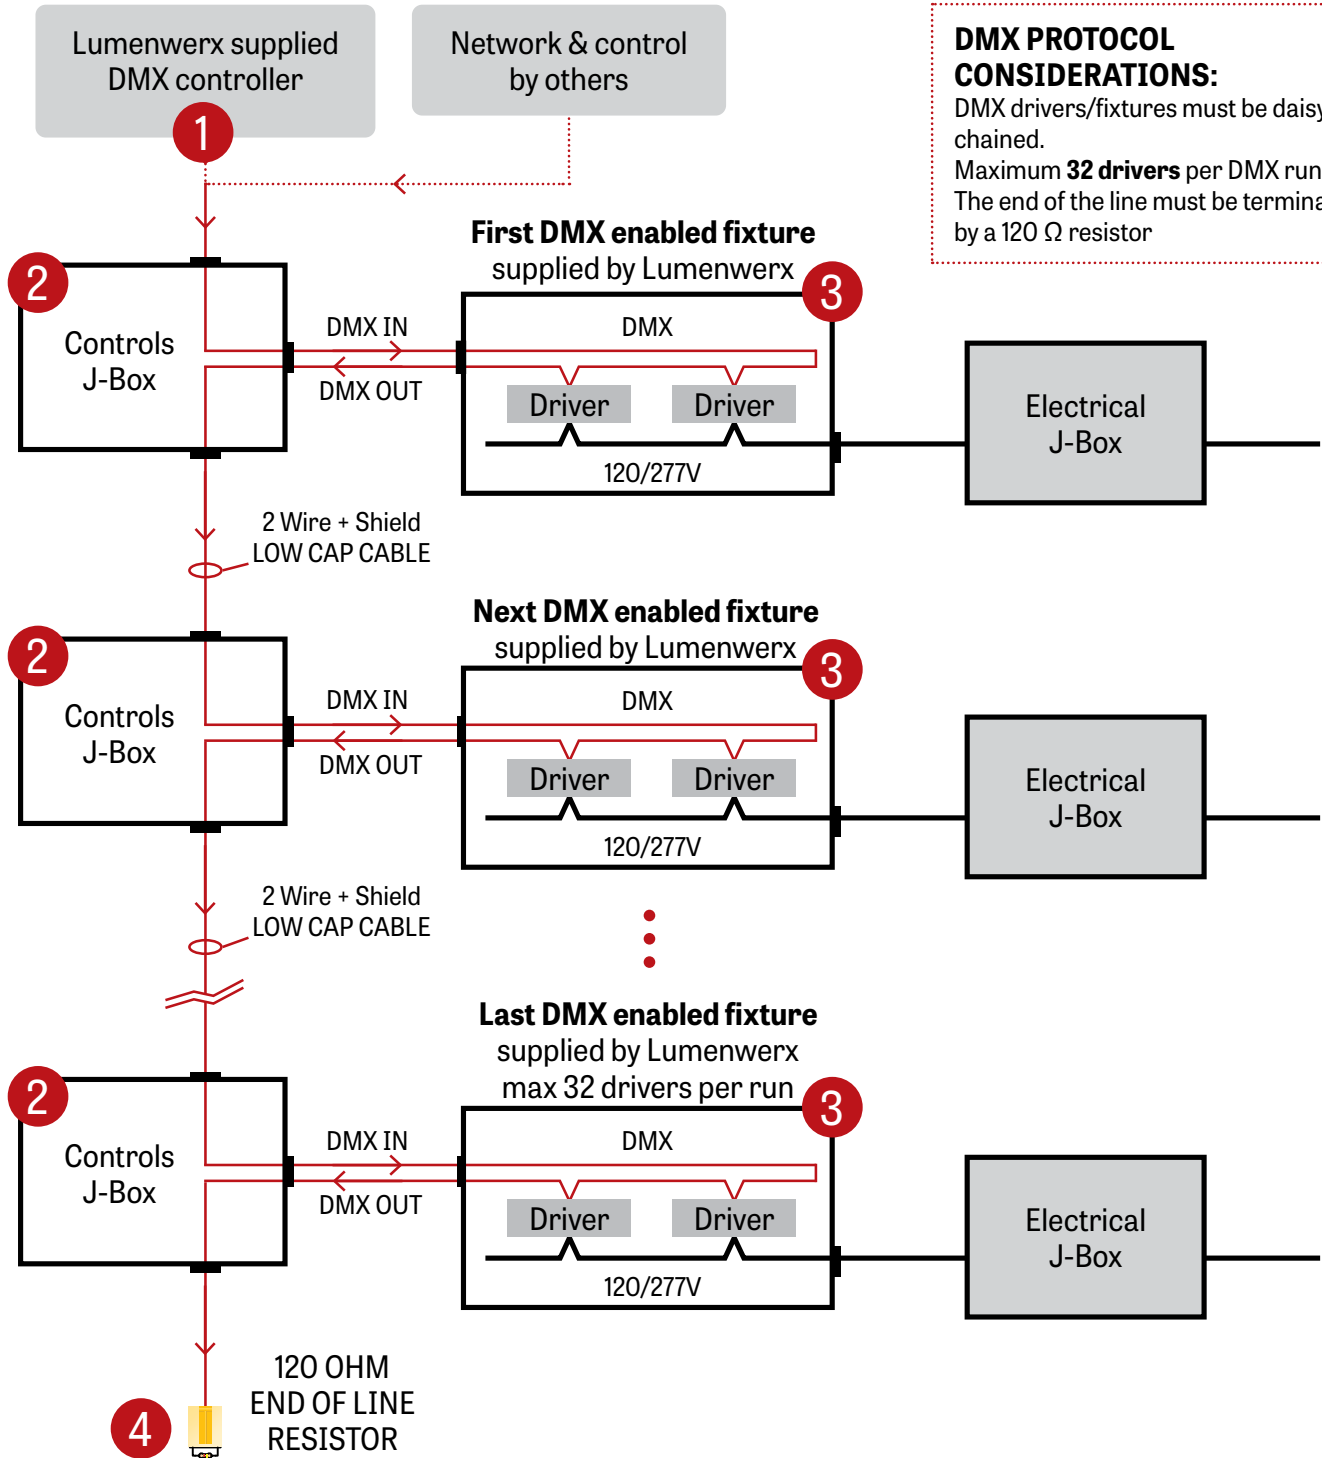 Lumenwerx supplied
DMX controller
1
Network & control
by others
DMX PROTOCOL
CONSIDERATIONS:
DMX drivers/fixtures must be daisy
chained.
Maximum 32 drivers per DMX run
The end of the line must be termina
by a 120 Ω resistor
First DMX enabled fixture
supplied by Lumenwerx
2
Controls
J-Box
DMX IN
DMX OUT
3
DMX
Driver
Driver
120/277V
Electrical
J-Box
2 Wire + Shield
LOW CAP CABLE
Next DMX enabled fixture
supplied by Lumenwerx
2
Controls
J-Box
DMX IN
DMX OUT
3
DMX
Driver
Driver
120/277V
Electrical
J-Box
2 Wire + Shield
LOW CAP CABLE
Last DMX enabled fixture
supplied by Lumenwerx
max 32 drivers per run
2
Controls
J-Box
DMX IN
DMX OUT
3
DMX
Driver
Driver
120/277V
Electrical
J-Box
4
120 OHM
END OF LINE
RESISTOR